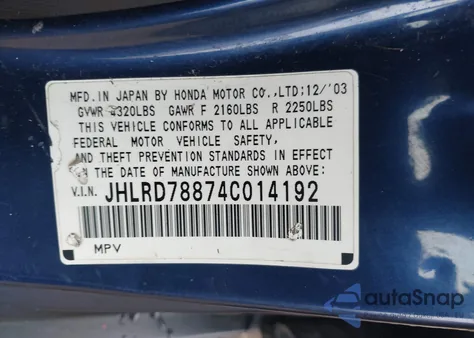 MFD. IN JAPAN BY HONDA MOTOR CO.,LTD;12/'03
GVWR 4320LBS GAWR F 2160LBS R 2250LBS
THIS VEHICLE CONFORMS TO ALL APPLICABLE
FEDERAL MOTOR VEHICLE SAFETY,
AND THEFT PREVENTION STANDARDS IN EFFECT
ON THE DATE OF MANUFACTURE SHOWN ABOVE:
V.I.N. JHLRD78874C014192
MPV
autoSnap